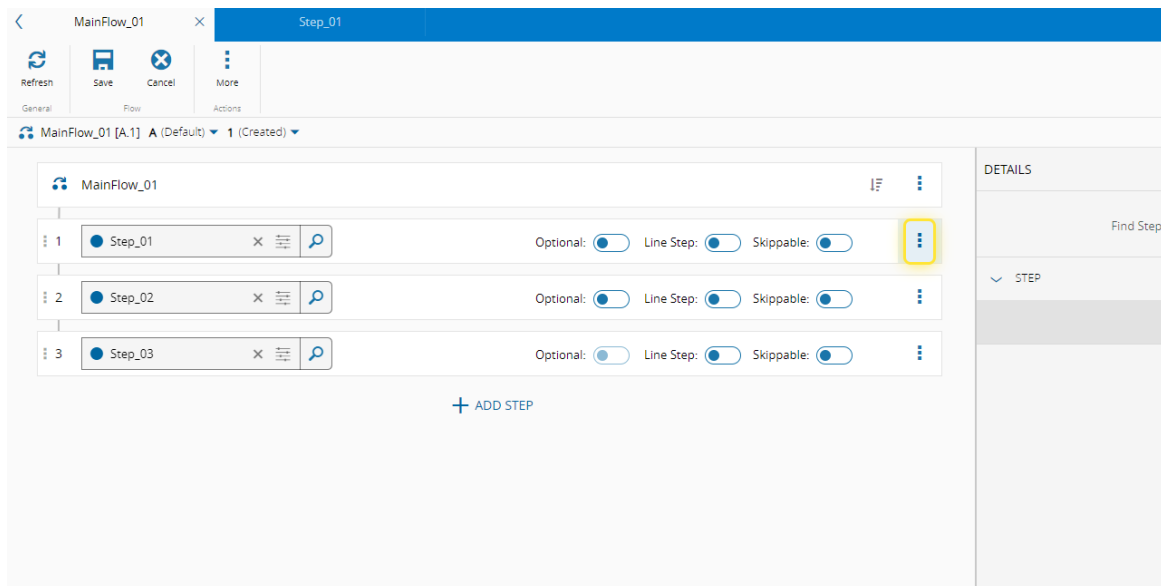 MainFlow_01 Step_01
Refresh Save Cancel More
General Flow Actions
MainFlow_01 [A.1] A (Default) 1 (Created)
MainFlow_01
DETAILS
1 Step_01 Optional: Line Step: Skippable:
Find Step
STEP
2 Step_02 Optional: Line Step: Skippable:
3 Step_03 Optional: Line Step: Skippable:
ADD STEP